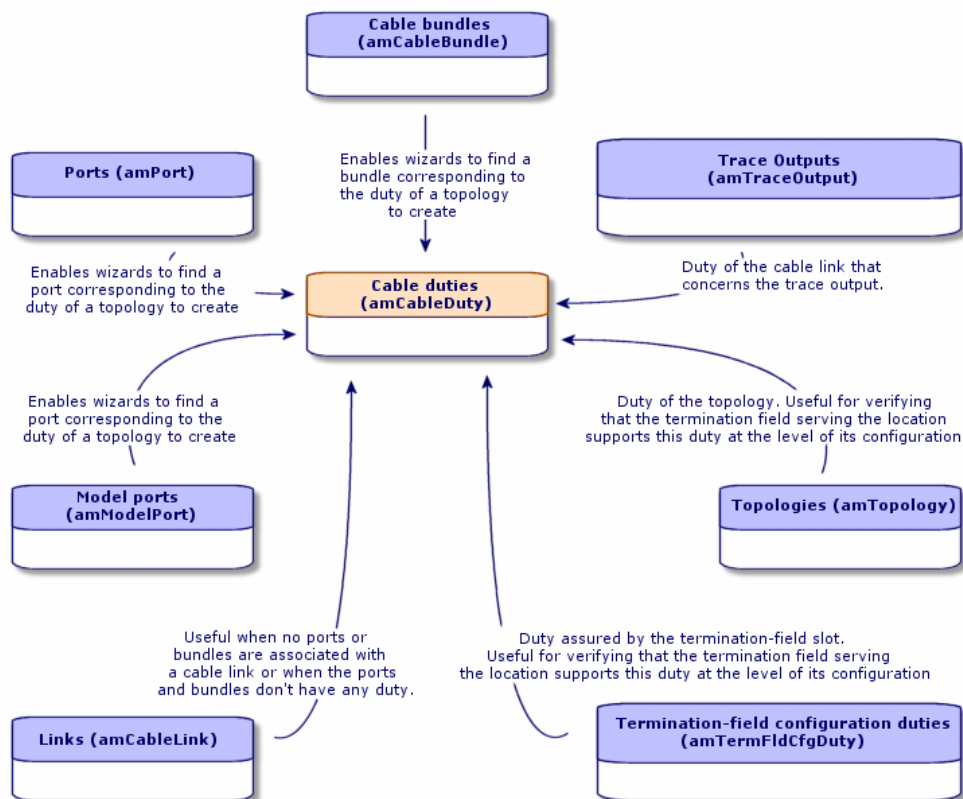 Cable bundles
(amCableBundle)
Ports (amPort)
Trace Outputs
(amTraceOutput)
Enables wizards to find a
bundle corresponding to
the duty of a topology
to create
Enables wizards to find a
port corresponding to the
duty of a topology to create
Cable duties
(amCableDuty)
Duty of the cable link that
concerns the trace output.
Enables wizards to find a
port corresponding to the
duty of a topology to create
Duty of the topology. Useful for verifying
that the termination field serving the location
supports this duty at the level of its configuration
Model ports
(amModelPort)
Topologies (amTopology)
Useful when no ports or
bundles are associated with
a cable link or when the ports
and bundles don't have any duty.
Duty assured by the termination-field slot.
Useful for verifying that the termination field serving
the location supports this duty at the level of its configuration
Links (amCableLink)
Termination-field configuration duties
(amTermFldCfgDuty)